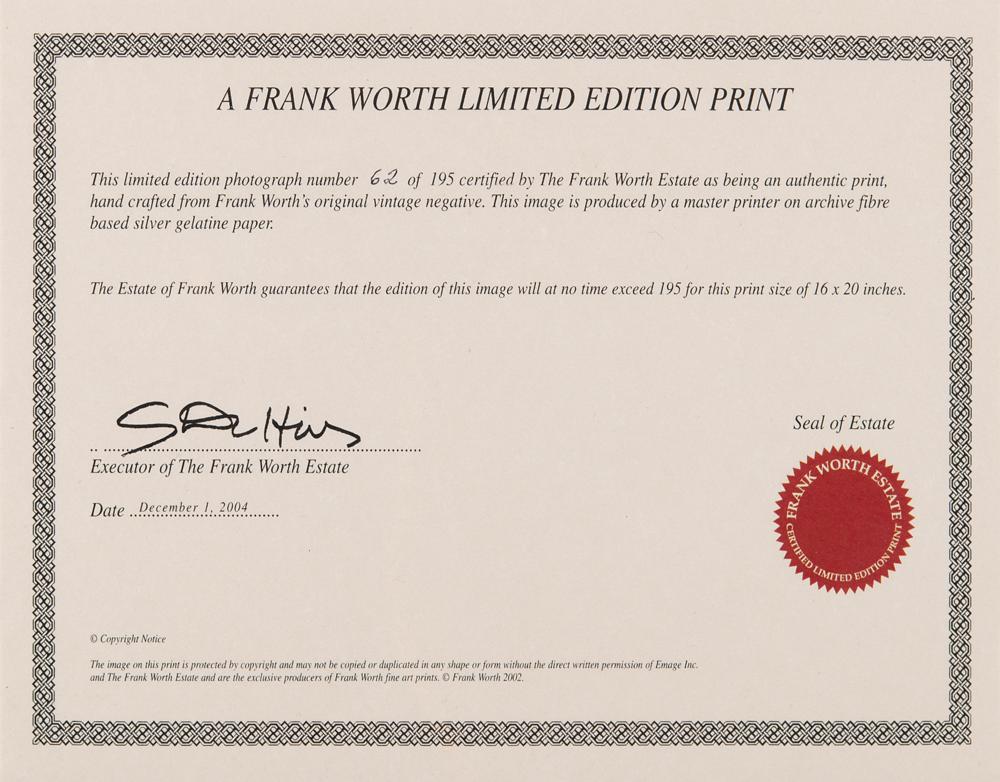 A FRANK WORTH LIMITED EDITION PRINT
This limited edition photograph number 62 of 195 certified by The Frank Worth Estate as being an authentic print,
hand crafted from Frank Worth's original vintage negative. This image is produced by a master printer on archive fibre
based silver gelatine paper.
The Estate of Frank Worth guarantees that the edition of this image will at no time exceed 195 for this print size of 16 x 20 inches.
Executor of The Frank Worth Estate
Date December 1, 2004
Seal of Estate
FRANK WORTH ESTATE
CERTIFIED LIMITED EDITION PRINT
© Copyright Notice
The image on this print is protected by copyright and may not be copied or duplicated in any shape or form without the direct written permission of Emage Inc.
and The Frank Worth Estate and are the exclusive producers of Frank Worth fine art prints. © Frank Worth 2002.